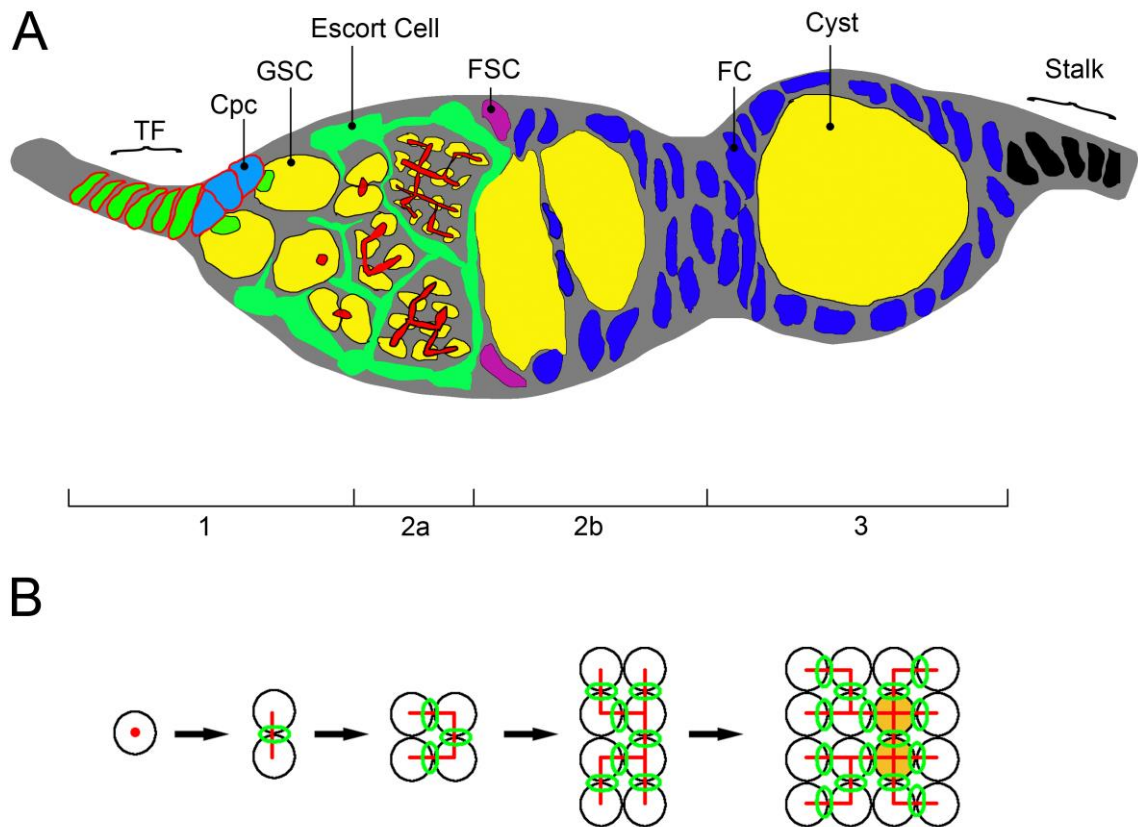 A
Escort Cell
Cyst
GSC
FSC
FC
Stalk
Cpc
TF
1 2a 2b 3
B